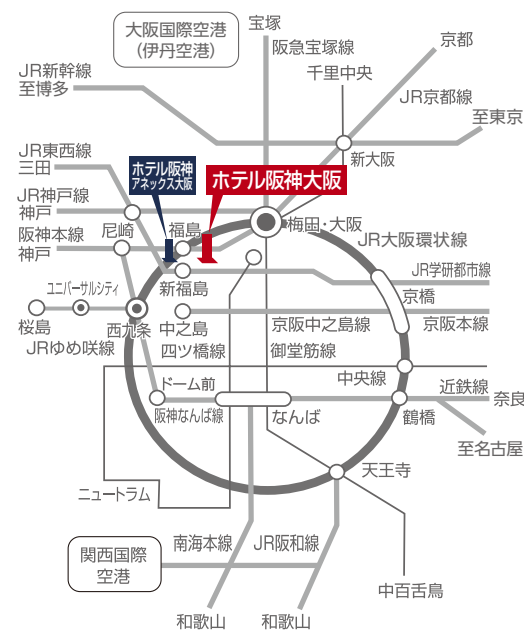 大阪国際空港
（伊丹空港）
宝塚
阪急宝塚線
京都
千里中央
JR新幹線
至博多
JR京都線
至東京
新大阪
JR東西線
三田
ホテル阪神
アネックス大阪
ホテル阪神大阪
JR神戸線
神戸
尼崎
福島
梅田・大阪
阪神本線
神戸
JR大阪環状線
JR学研都市線
新福島
ユニバーサルシティ
京橋
桜島
西九条
中之島
京阪中之島線
京阪本線
JRゆめ咲線
四ツ橋線
御堂筋線
中央線
ドーム前
近鉄線
奈良
阪神なんば線
なんば
鶴橋
至名古屋
天王寺
ニュートラム
南海本線
JR阪和線
関西国際
空港
中百舌鳥
和歌山
和歌山